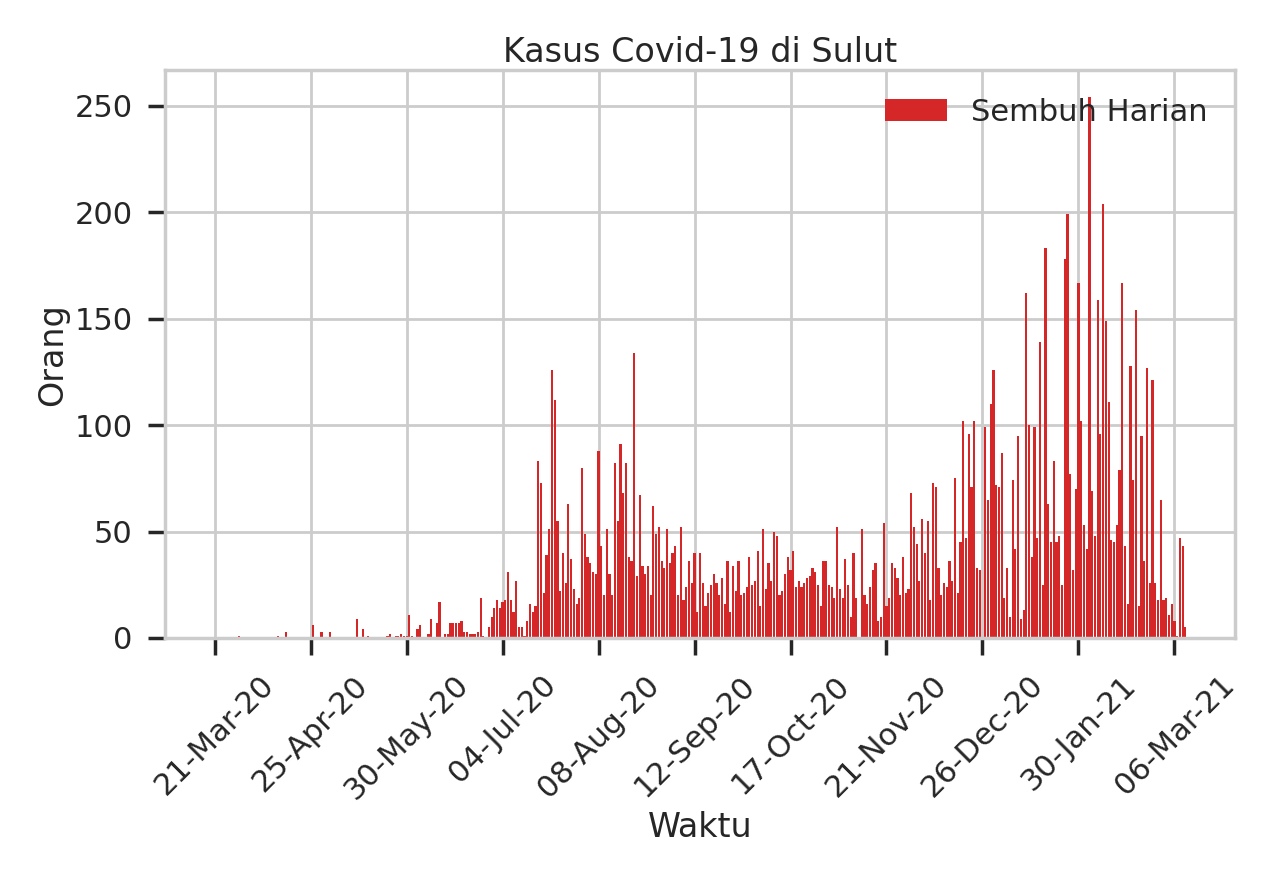 Kasus Covid-19 di Sulut
Sembuh Harian
Orang
250
200
150
100
50
0
21-Mar-20
25-Apr-20
30-May-20
04-Jul-20
08-Aug-20
12-Sep-20
17-Oct-20
21-Nov-20
26-Dec-20
30-Jan-21
06-Mar-21
Waktu